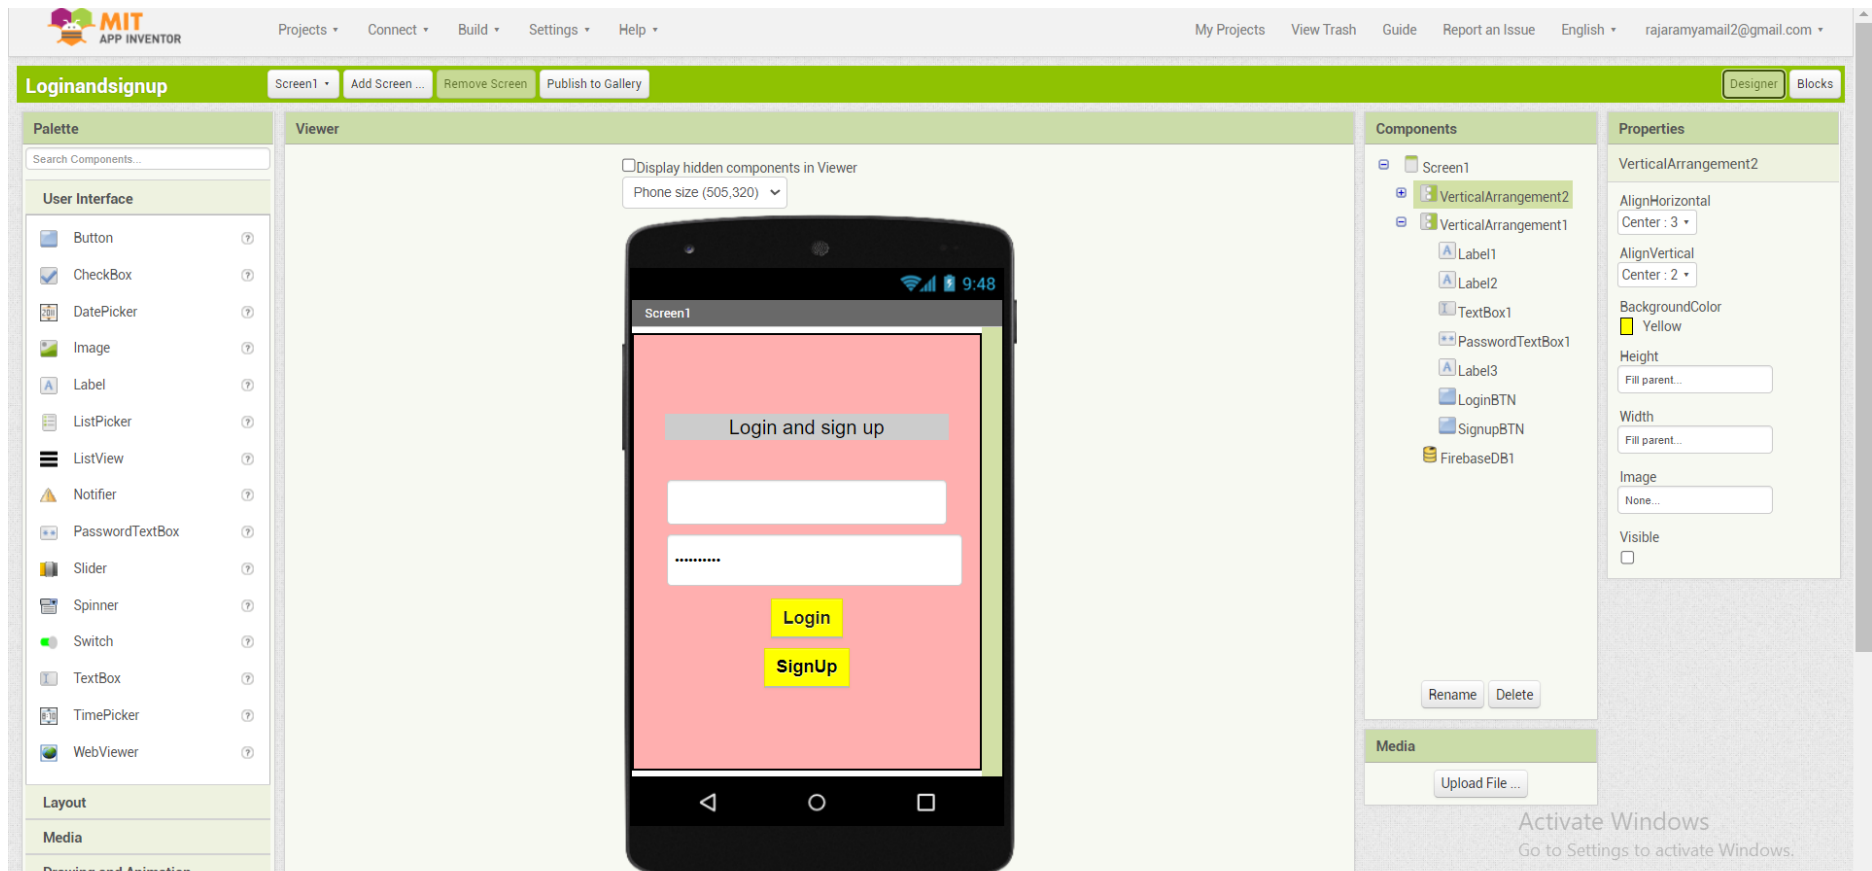 MIT
APP INVENTOR
Projects Connect Build Settings Help My Projects View Trash Guide Report an Issue English rajaramyamail2@gmail.com
Loginandsignup Screen1 Add Screen ... Remove Screen Publish to Gallery Designer Blocks
Palette
Search Components...
User Interface
Button
CheckBox
DatePicker
Image
Label
ListPicker
ListView
Notifier
PasswordTextBox
Slider
Spinner
Switch
TextBox
TimePicker
WebViewer
Layout
Media
Drawing and Animation
Viewer
Display hidden components in Viewer
Phone size (505,320)
9:48
Screen1
Login and sign up
••••••••••
Login
SignUp
Components
Screen1
VerticalArrangement2
VerticalArrangement1
Label1
Label2
TextBox1
PasswordTextBox1
Label3
LoginBTN
SignupBTN
FirebaseDB1
Rename Delete
Media
Upload File ...
Properties
VerticalArrangement2
AlignHorizontal
Center : 3
AlignVertical
Center : 2
BackgroundColor
Yellow
Height
Fill parent...
Width
Fill parent...
Image
None...
Visible
Activate Windows
Go to Settings to activate Windows.